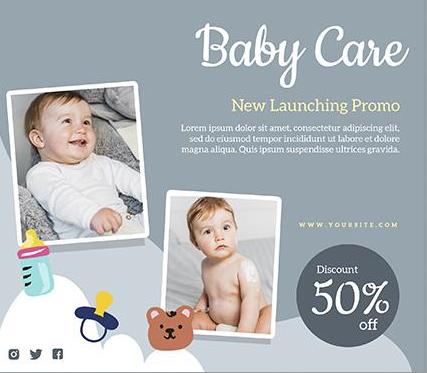 Baby Care
New Launching Promo
Lorem ipsum dolor sit amet, consectetur adipiscing elit,
sed do eiusmod tempor incididunt ut labore et dolore
magna aliqua. Quis ipsum suspendisse ultrices gravida.
WWW.YOURSITE.COM
Discount
50%
off